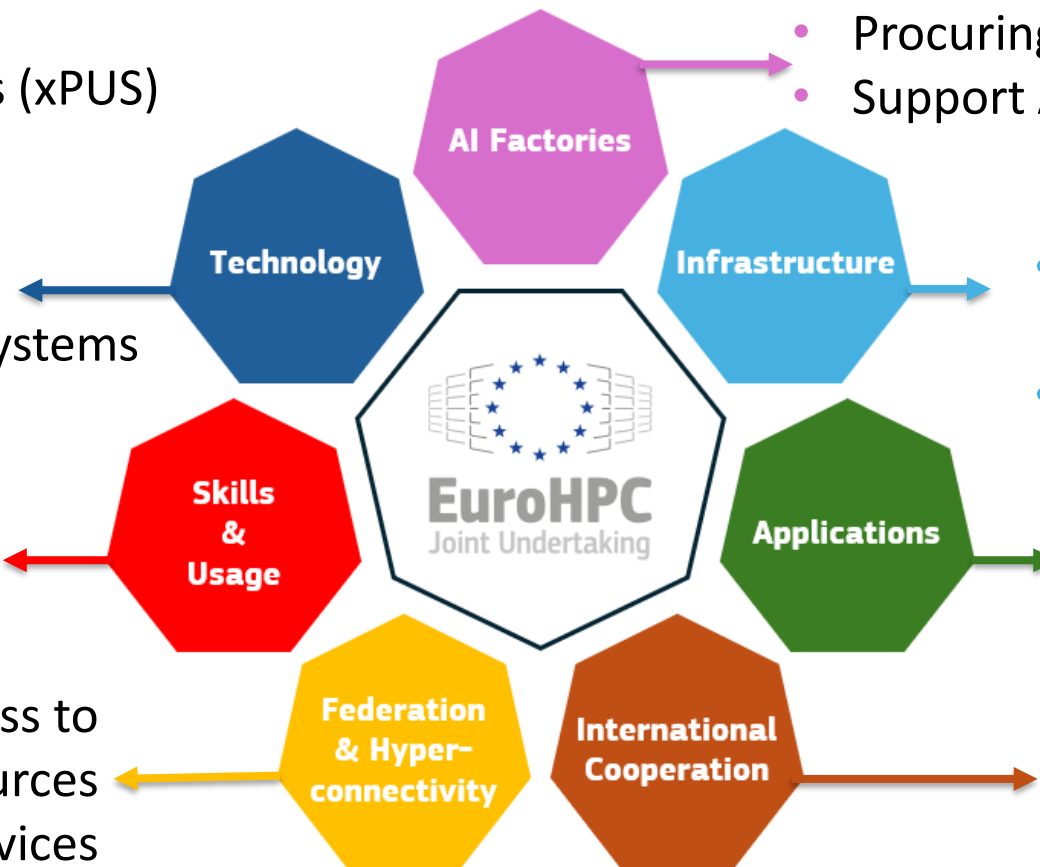 s (xPUS)
Procuring
Support
AI Factories
Technology
Infrastructure
ystems
EuroHPC
Joint Undertaking
Skills
&
Usage
Applications
Federation
& Hyper-
connectivity
International
Cooperation
ss to
urces
vices